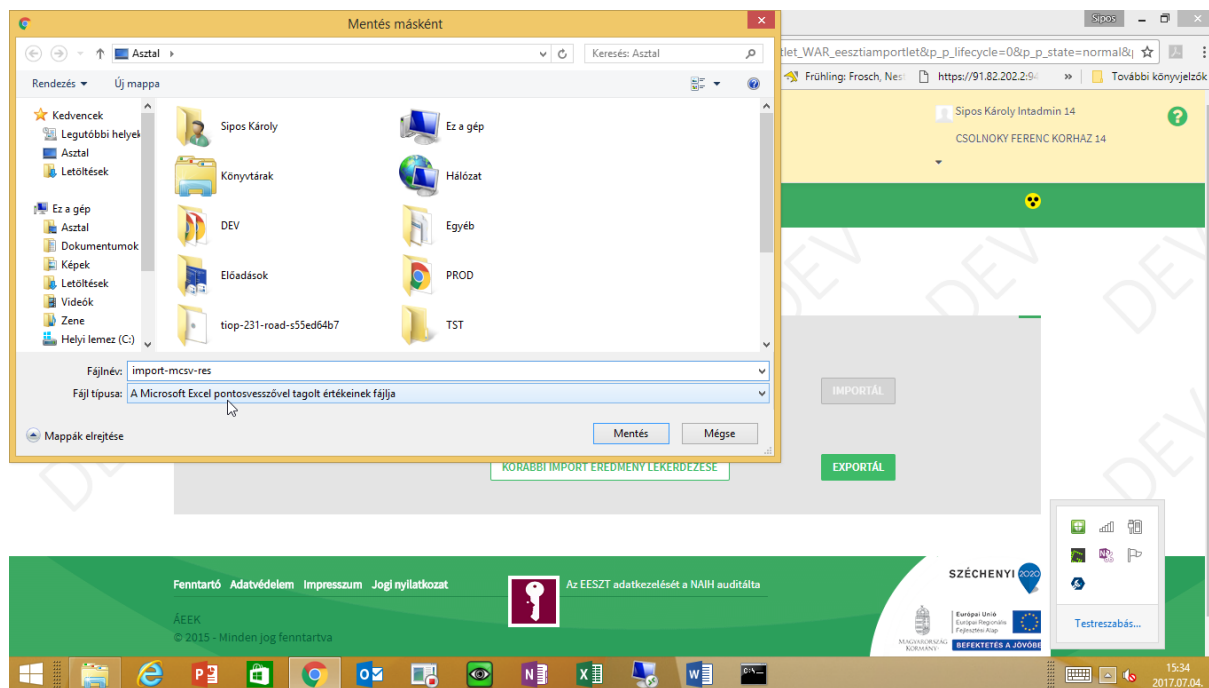 Mentés másként
Sipos
Asztal
Keresés: Asztal
tlet_WAR_eesztiamportlet&p_p_lifecycle=0&p_p_state=normal&
Rendezés
Új mappa
Frühling: Frosch, Nes
https://91.82.202.2:94
»
További könyvjelzők
Kedvencek
Legutóbbi helyek
Asztal
Letöltések
Ez a gép
Asztal
Dokumentumok
Képek
Letöltések
Videók
Zene
Helyi lemez (C:)
Sipos Károly
Ez a gép
Könyvtárak
Hálózat
DEV
Egyéb
Előadások
PROD
tiop-231-road-s55ed64b7
TST
Sipos Károly Intadmin 14
CSOLNOKY FERENC KORHAZ 14
Fájlnév: import-mcsv-res
Fájl típusa: A Microsoft Excel pontosvesszővel tagolt értékeinek fájlja
Mappák elrejtése
Mentés
Mégse
IMPORTÁL
KORÁBBI IMPORT EREDMÉNY LEKÉRDEZÉSE
EXPORTÁL
DEV
DEV
DEV
DEV
DEV
DEV
Fenntartó Adatvédelem Impresszum Jogi nyilatkozat
Az EESZT adatkezelését a NAIH auditálta
ÁEEK
© 2015 - Minden jog fenntartva
SZÉCHENYI 2020
MAGYARORSZÁG
KORMÁNYA
Európai Unió
Európai Regionális
Fejlesztési Alap
BEFEKTETÉS A JÖVŐBE
Testreszabás...
15:34
2017.07.04.